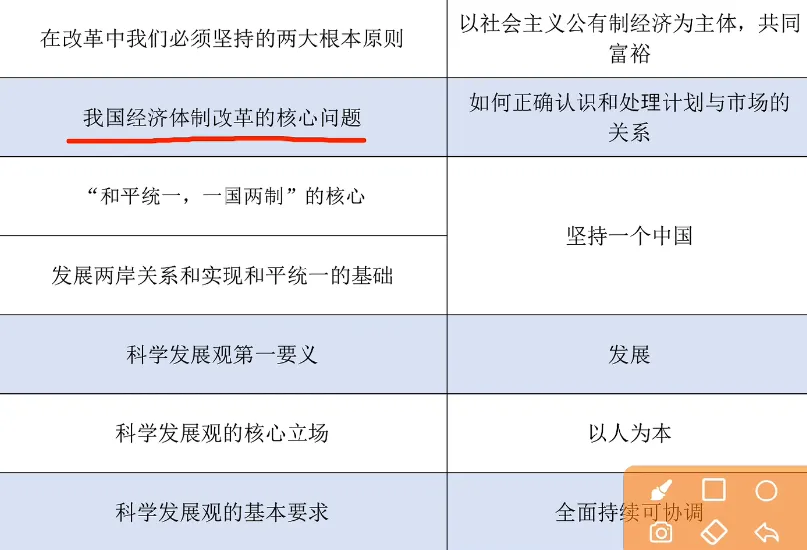 在改革中我们必须坚持的两大根本原则
以社会主义公有制经济为主体，共同
富裕
我国经济体制改革的核心问题
如何正确认识和处理计划与市场的
关系
“和平统一，一国两制”的核心
坚持一个中国
发展两岸关系和实现和平统一的基础
科学发展观第一要义
发展
科学发展观的核心立场
以人为本
科学发展观的基本要求
全面持续可协调